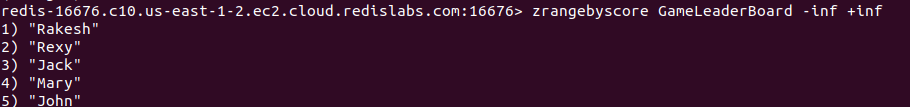 redis-16676.c10.us-east-1-2.ec2.cloud.redislabs.com:16676> zrangebyscore GameLeaderBoard -inf +inf
1) "Rakesh"
2) "Rexy"
3) "Jack"
4) "Mary"
5) "John"